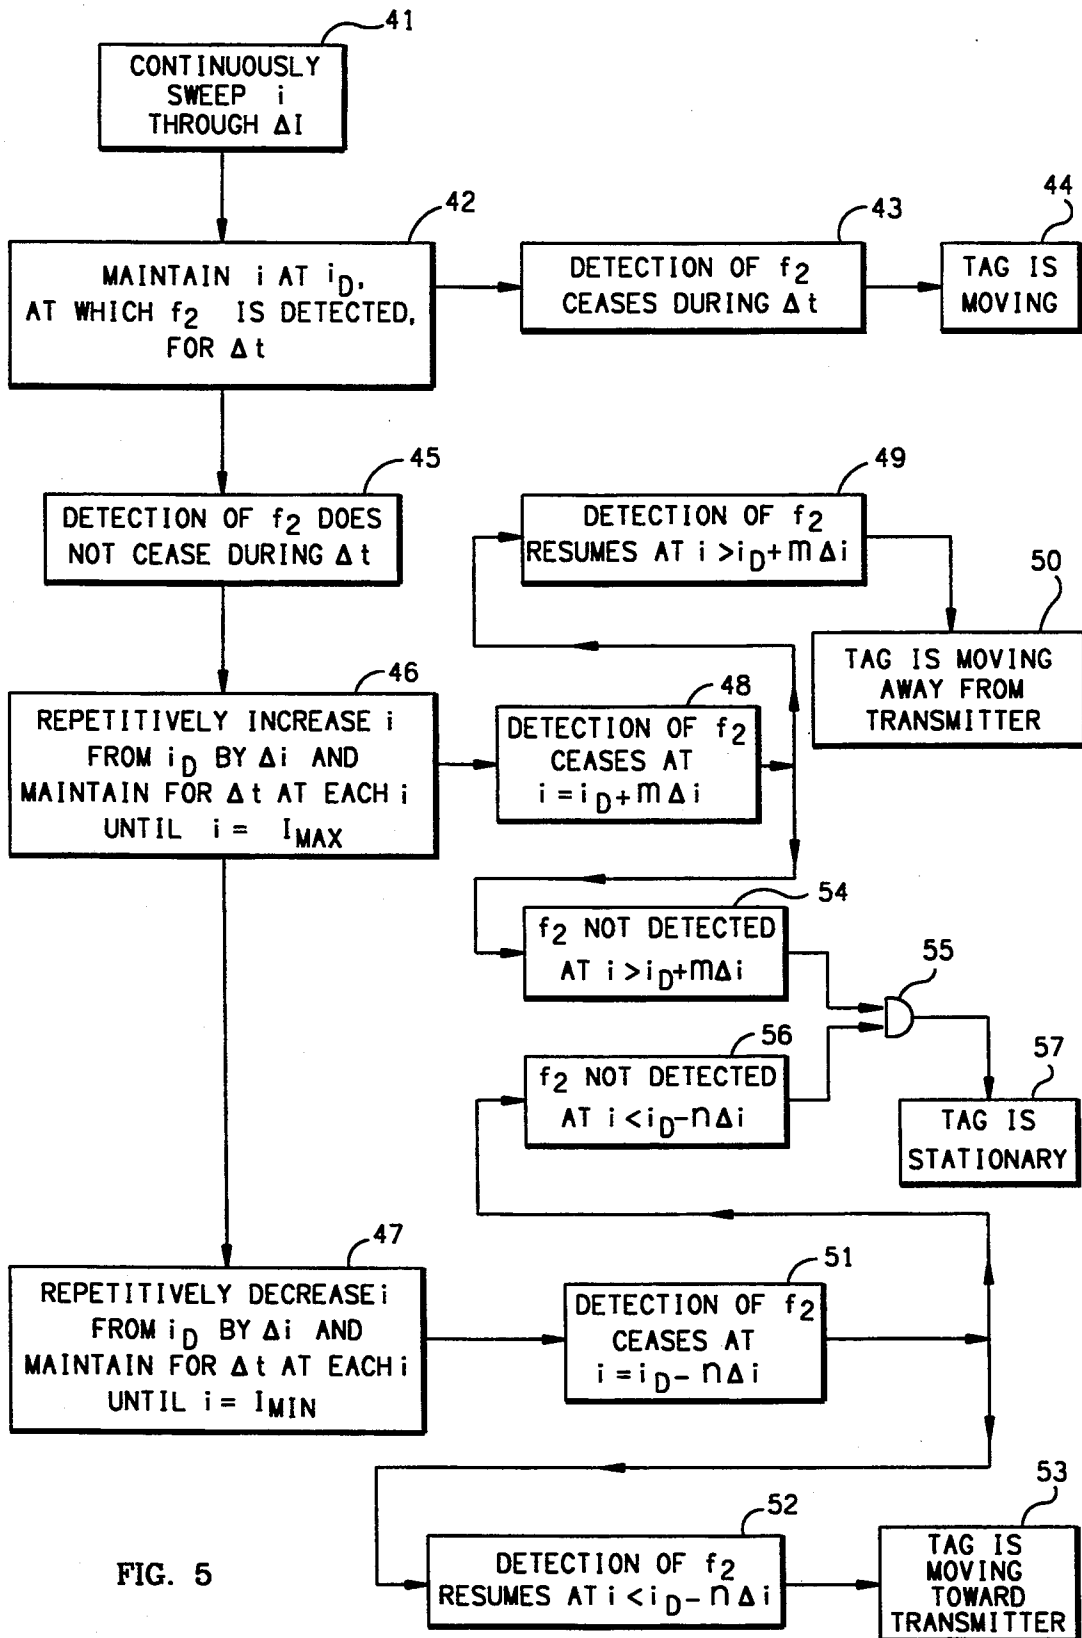 41
CONTINUOUSLY
SWEEP i
THROUGH ΔI
42
MAINTAIN i AT iD,
AT WHICH f2 IS DETECTED,
FOR Δt
43
DETECTION OF f2
CEASES DURING Δt
44
TAG IS
MOVING
45
DETECTION OF f2 DOES
NOT CEASE DURING Δt
49
DETECTION OF f2
RESUMES AT i >iD+mΔi
50
TAG IS MOVING
AWAY FROM
TRANSMITTER
46
REPETITIVELY INCREASE i
FROM iD BY Δi AND
MAINTAIN FOR Δt AT EACH i
UNTIL i = IMAX
48
DETECTION OF f2
CEASES AT
i = iD+mΔi
54
f2 NOT DETECTED
AT i >iD+mΔi
55
56
f2 NOT DETECTED
AT i <iD-nΔi
57
TAG IS
STATIONARY
47
REPETITIVELY DECREASE i
FROM iD BY Δi AND
MAINTAIN FOR Δt AT EACH i
UNTIL i = IMIN
51
DETECTION OF f2
CEASES AT
i = iD-nΔi
52
DETECTION OF f2
RESUMES AT i <iD-nΔi
53
TAG IS
MOVING
TOWARD
TRANSMITTER
FIG. 5